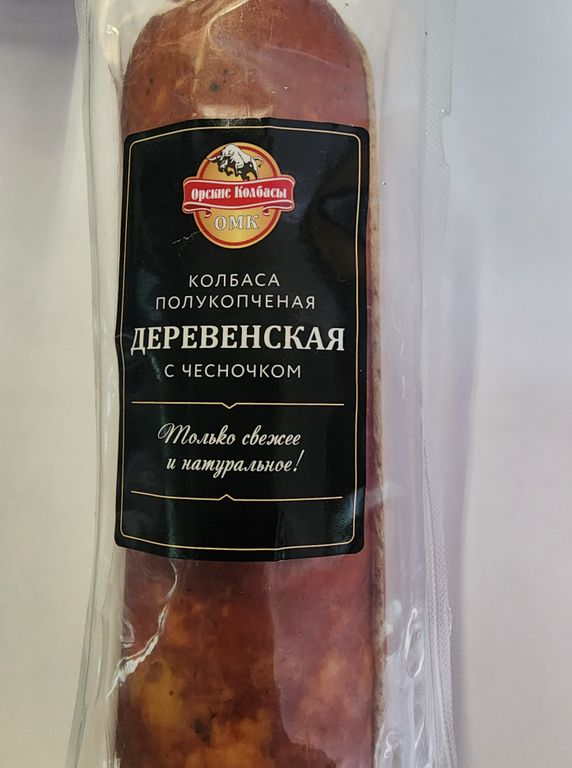 Орские Колбасы
ОМК
КОЛБАСА
ПОЛУКОПЧЕНАЯ
ДЕРЕВЕНСКАЯ
С ЧЕСНОЧКОМ
Только свежее
и натуральное!